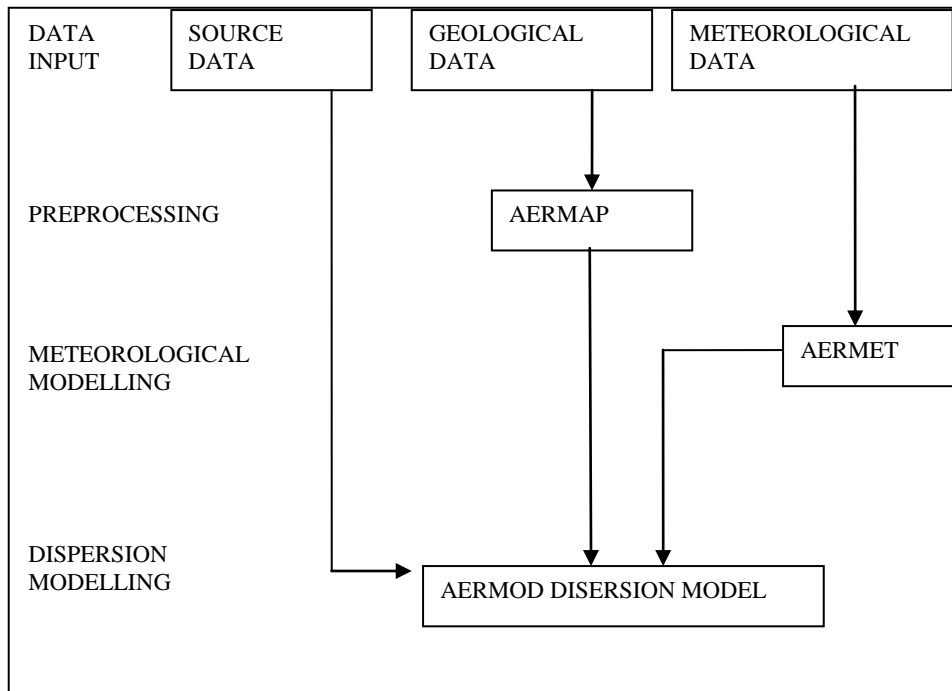 DATA
INPUT
SOURCE
DATA
GEOLOGICAL
DATA
METEOROLOGICAL
DATA
PREPROCESSING
AERMAP
METEOROLOGICAL
MODELLING
AERMET
DISPERSION
MODELLING
AERMOD DISERSION MODEL